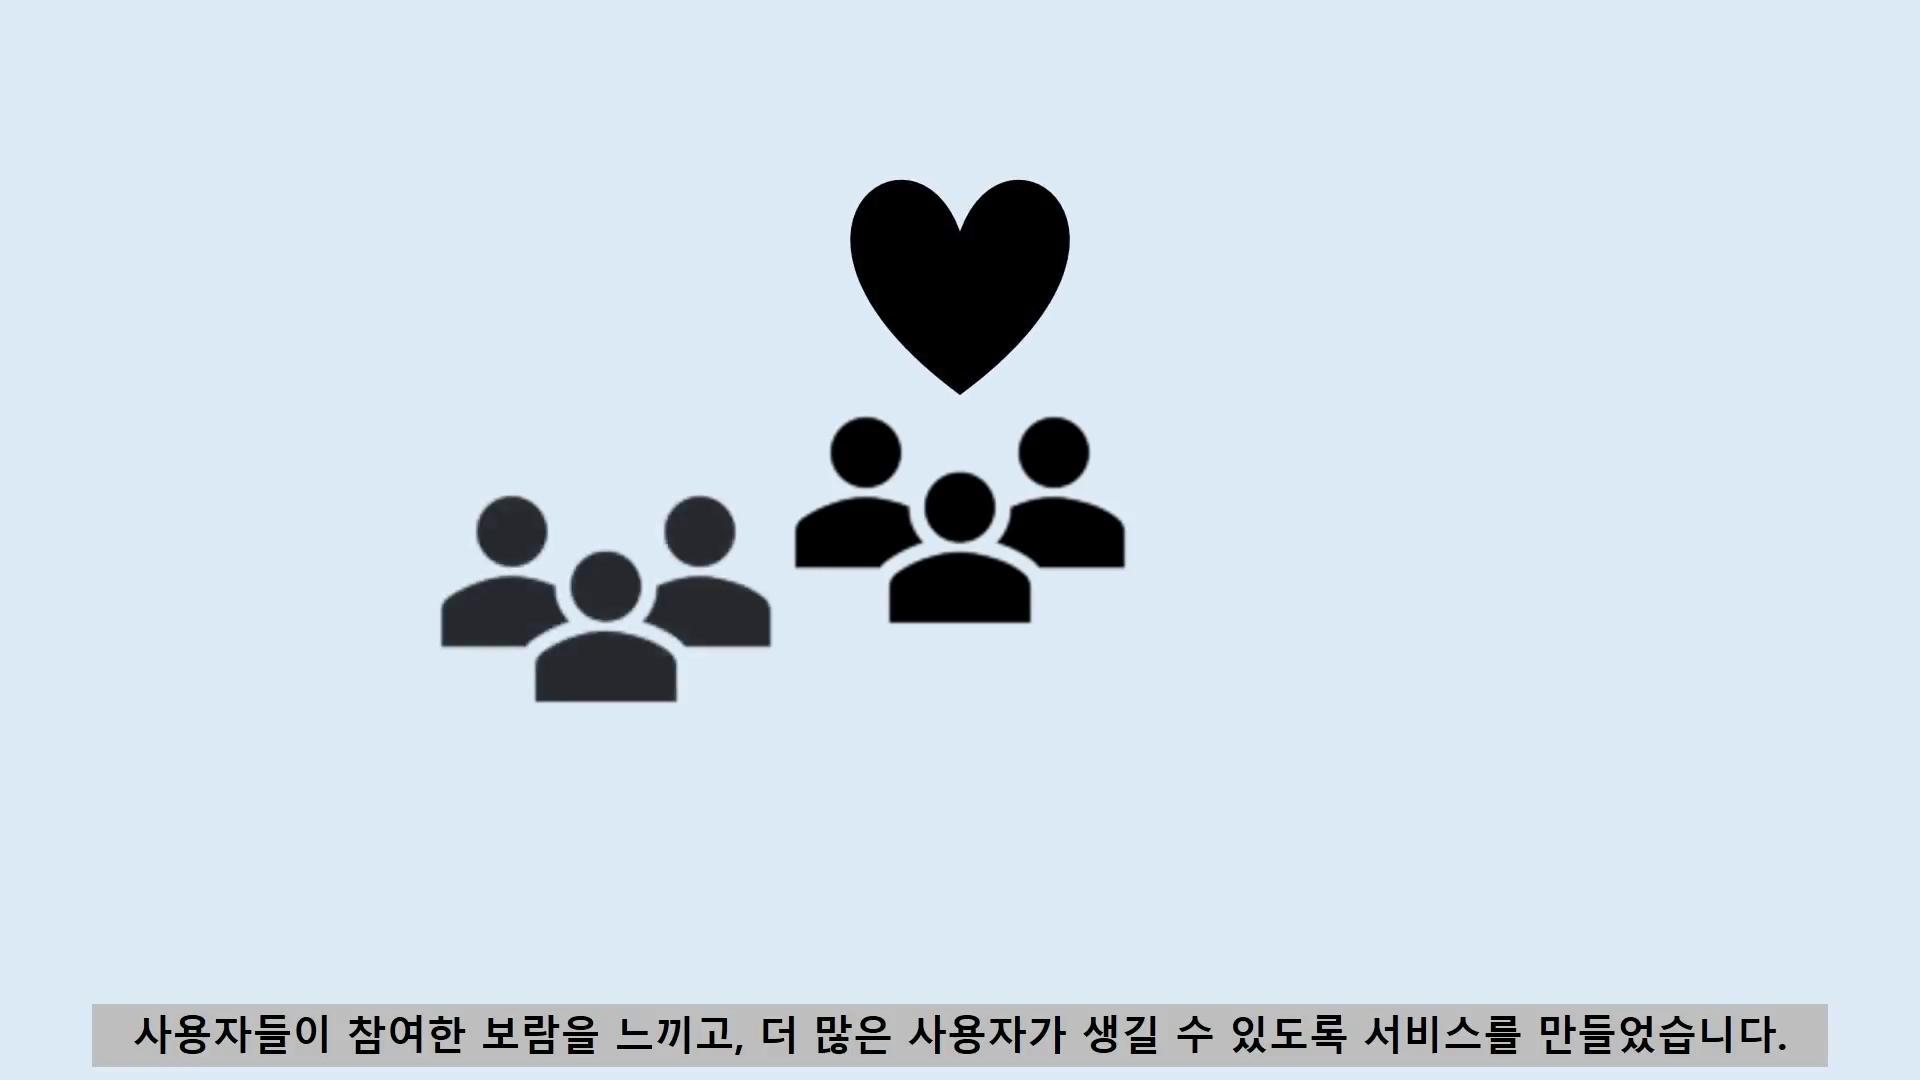 사용자들이 참여한 보람을 느끼고, 더 많은 사용자가 생길 수 있도록 서비스를 만들었습니다.